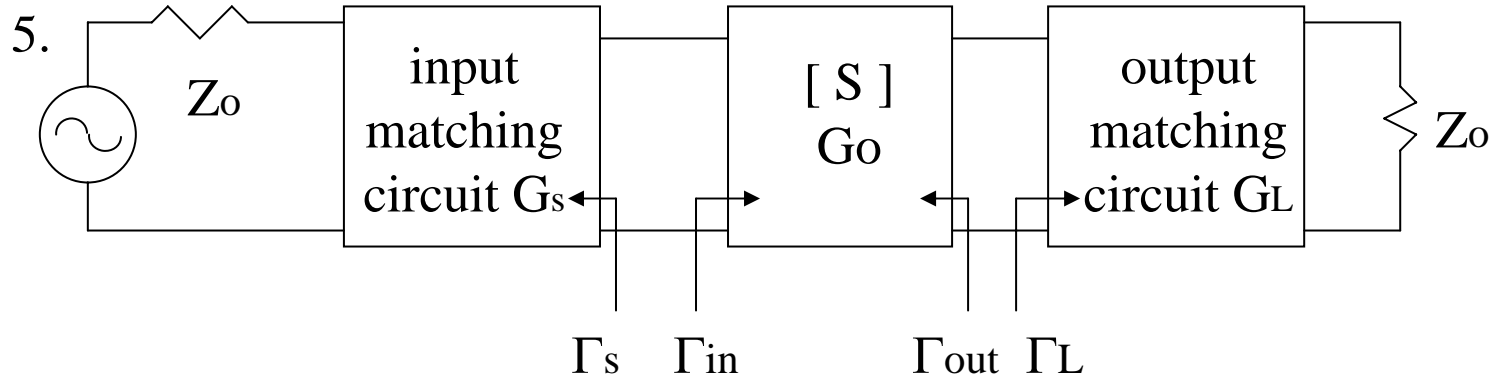 5.
Zo
input
matching
circuit Gs
[ S ]
Go
output
matching
circuit GL
Zo
Γs
Γin
Γout
ΓL